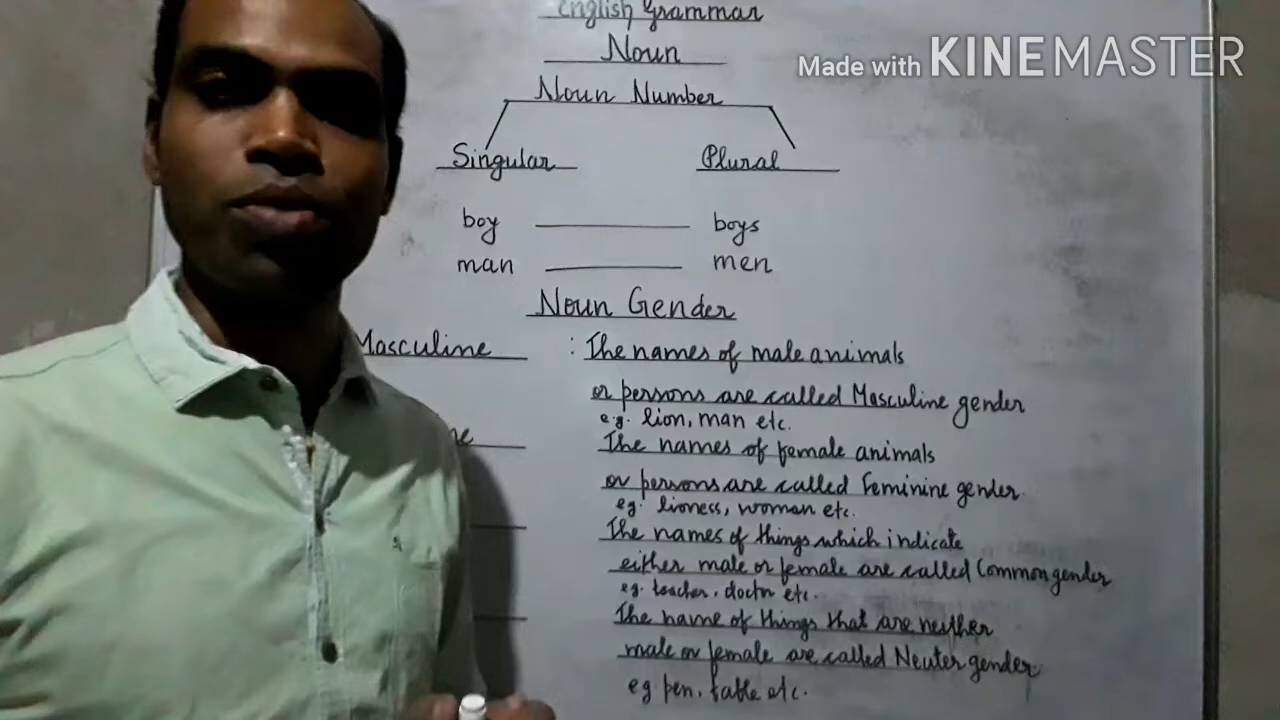 English Grammar
Made with KINEMASTER
Noun
Noun Number
Singular Plural
boy boys
man men
Noun Gender
Masculine : The names of male animals
or persons are called Masculine gender
e.g. lion, man etc.
The names of female animals
or persons are called Feminine gender.
eg. lioness, woman etc.
The names of things which indicate
either male or female are called Common gender
eg. teacher, doctor etc.
The name of things that are neither
male or female are called Neuter gender
eg pen, table etc.